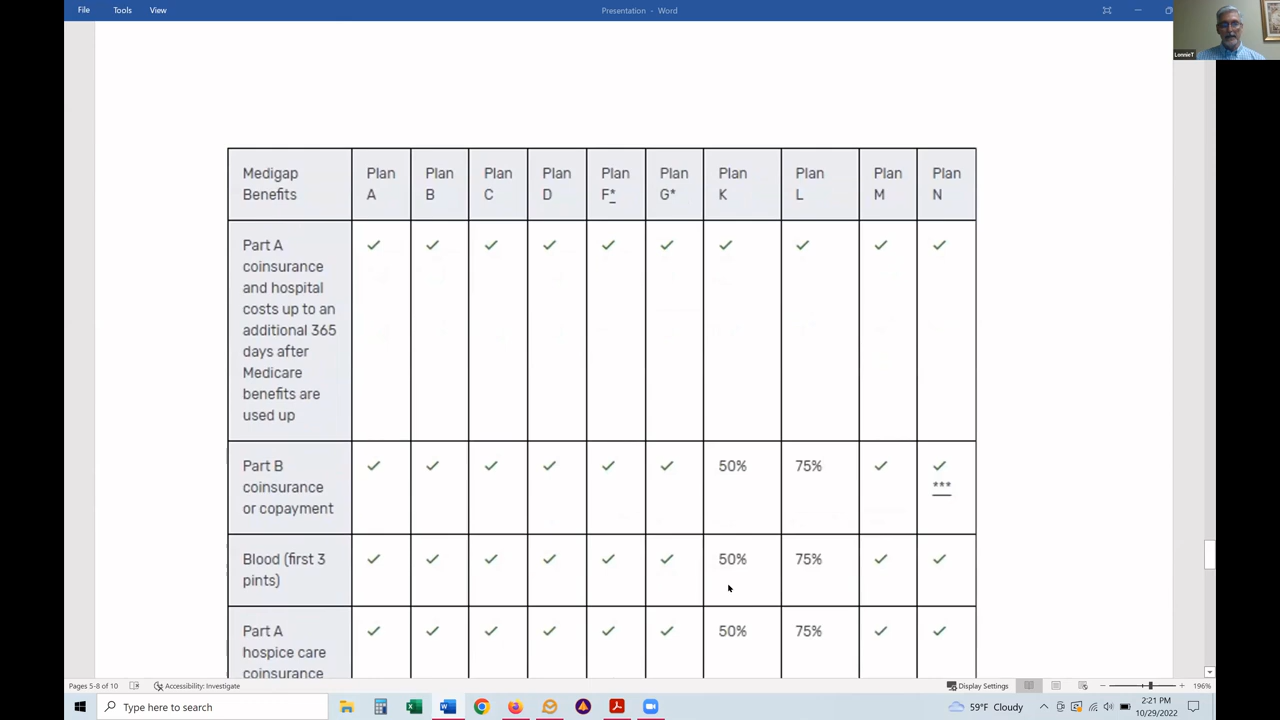 File Tools View Presentation - Word
LonnieT
Medigap Plan Plan Plan Plan Plan Plan Plan Plan Plan Plan
Benefits A B C D F* G* K L M N
Part A ✓ ✓ ✓ ✓ ✓ ✓ ✓ ✓ ✓ ✓
coinsurance
and hospital
costs up to an
additional 365
days after
Medicare
benefits are
used up
Part B ✓ ✓ ✓ ✓ ✓ ✓ 50% 75% ✓ ✓
coinsurance ***
or copayment
Blood (first 3 ✓ ✓ ✓ ✓ ✓ ✓ 50% 75% ✓ ✓
pints)
Part A ✓ ✓ ✓ ✓ ✓ ✓ 50% 75% ✓ ✓
hospice care
coinsurance
Pages 5-8 of 10 Accessibility: Investigate Display Settings 196%
Type here to search 59°F Cloudy 2:21 PM
10/29/2022